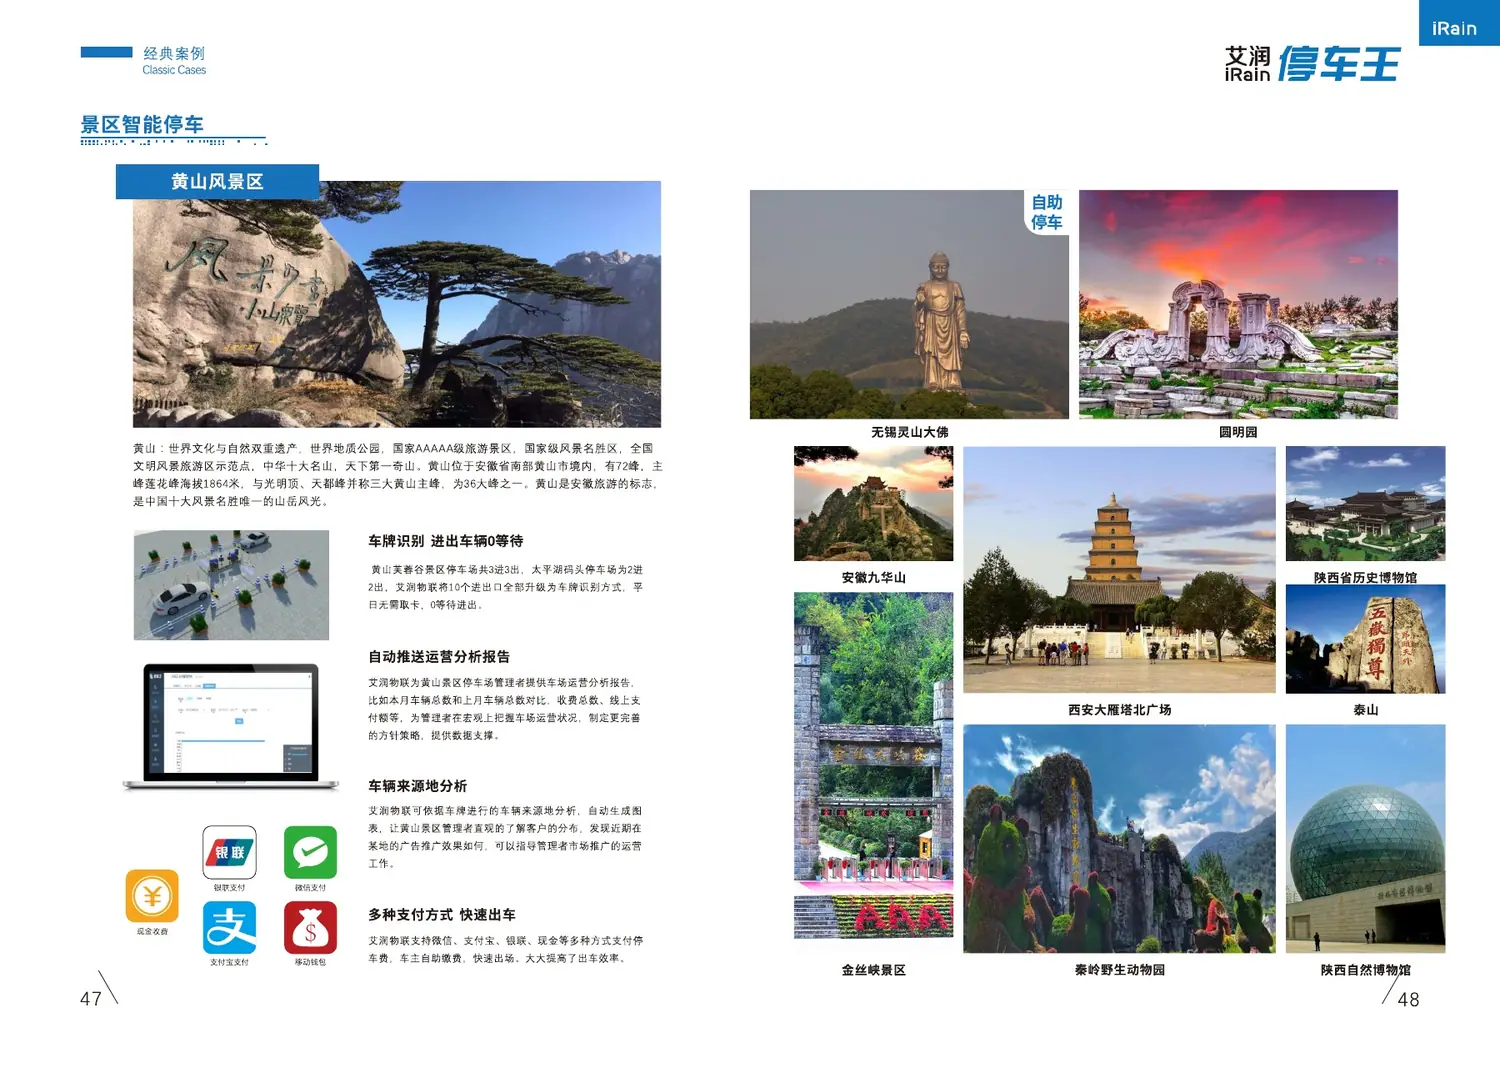 经典案例
Classic Cases
iRain
艾润
iRain
停车王
景区智能停车
黄山风景区
黄山：世界文化与自然双重遗产，世界地质公园，国家AAAAA级旅游景区，国家级风景名胜区，全国
文明风景旅游区示范点，中华十大名山，天下第一奇山。黄山位于安徽省南部黄山市境内，有72峰，主
峰莲花峰海拔1864米，与光明顶、天都峰并称三大黄山主峰，为36大峰之一。黄山是安徽旅游的标志，
是中国十大风景名胜唯一的山岳风光。
车牌识别 进出车辆0等待
黄山芙蓉谷景区停车场共3进3出，太平湖码头停车场为2进
2出，艾润物联将10个进出口全部升级为车牌识别方式，平
日无需取卡，0等待进出。
自动推送运营分析报告
艾润物联为黄山景区停车场管理者提供车场运营分析报告，
比如本月车辆总数和上月车辆总数对比，收费总数、线上支
付额等，为管理者在宏观上把握车场运营状况，制定更完善
的方针策略，提供数据支撑。
车辆来源地分析
艾润物联可依据车牌进行的车辆来源地分析，自动生成图
表，让黄山景区管理者直观的了解客户的分布，发现近期在
某地的广告推广效果如何，可以指导管理者市场推广的运营
工作。
多种支付方式 快速出车
艾润物联支持微信、支付宝、银联、现金等多种方式支付停
车费，车主自助缴费，快速出场。大大提高了出车效率。
银联
银联支付
微信支付
现金收费
支
支付宝支付
$
移动钱包
47
自助
停车
无锡灵山大佛
圆明园
安徽九华山
西安大雁塔北广场
陕西省历史博物馆
五嶽獨尊
泰山
AAAA
金丝峡景区
秦岭野生动物园
陕西自然博物馆
48